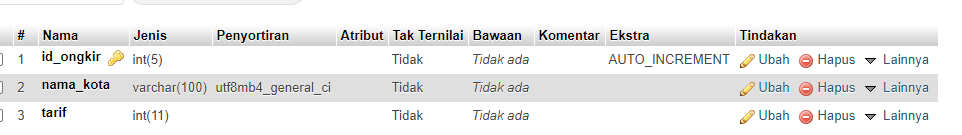 # Nama Jenis Penyortiran Atribut Tak Ternilai Bawaan Komentar Ekstra Tindakan
1 id_ongkir int(5) Tidak Tidak ada AUTO_INCREMENT Ubah Hapus Lainnya
2 nama_kota varchar(100) utf8mb4_general_ci Tidak Tidak ada Ubah Hapus Lainnya
3 tarif int(11) Tidak Tidak ada Ubah Hapus Lainnya